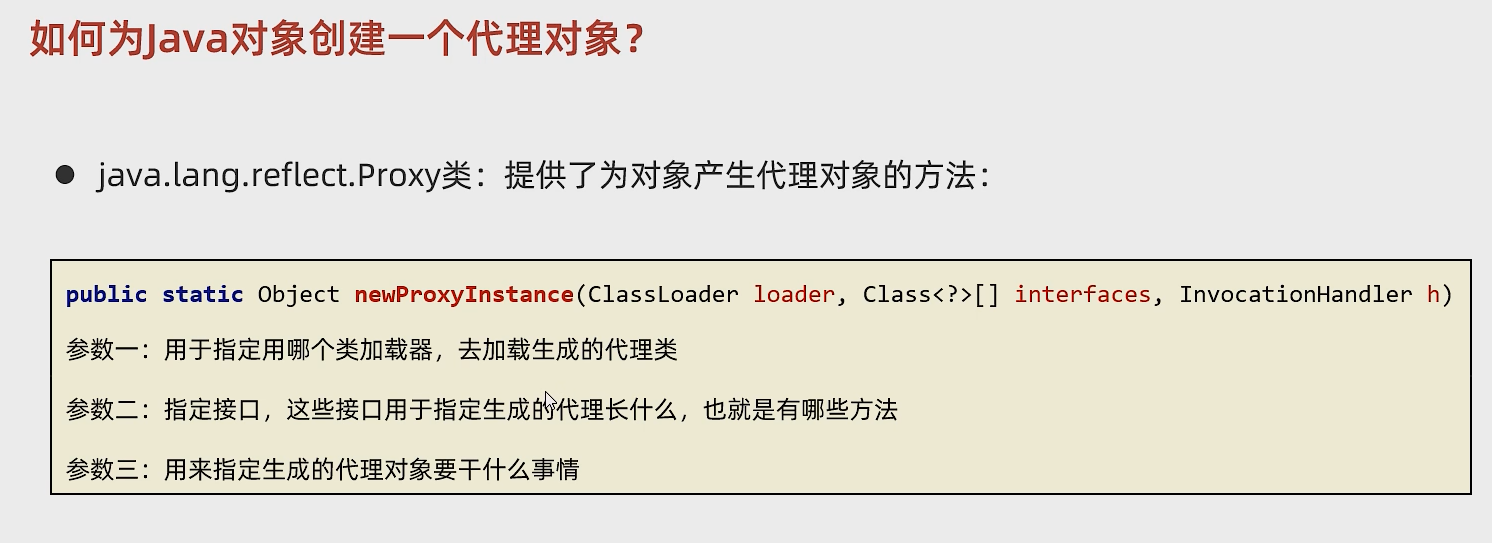 如何为Java对象创建一个代理对象？
java.lang.reflect.Proxy类：提供了为对象产生代理对象的方法：
public static Object newProxyInstance(ClassLoader loader, Class<?>[] interfaces, InvocationHandler h)
参数一：用于指定用哪个类加载器，去加载生成的代理类
参数二：指定接口，这些接口用于指定生成的代理长什么，也就是有哪些方法
参数三：用来指定生成的代理对象要干什么事情